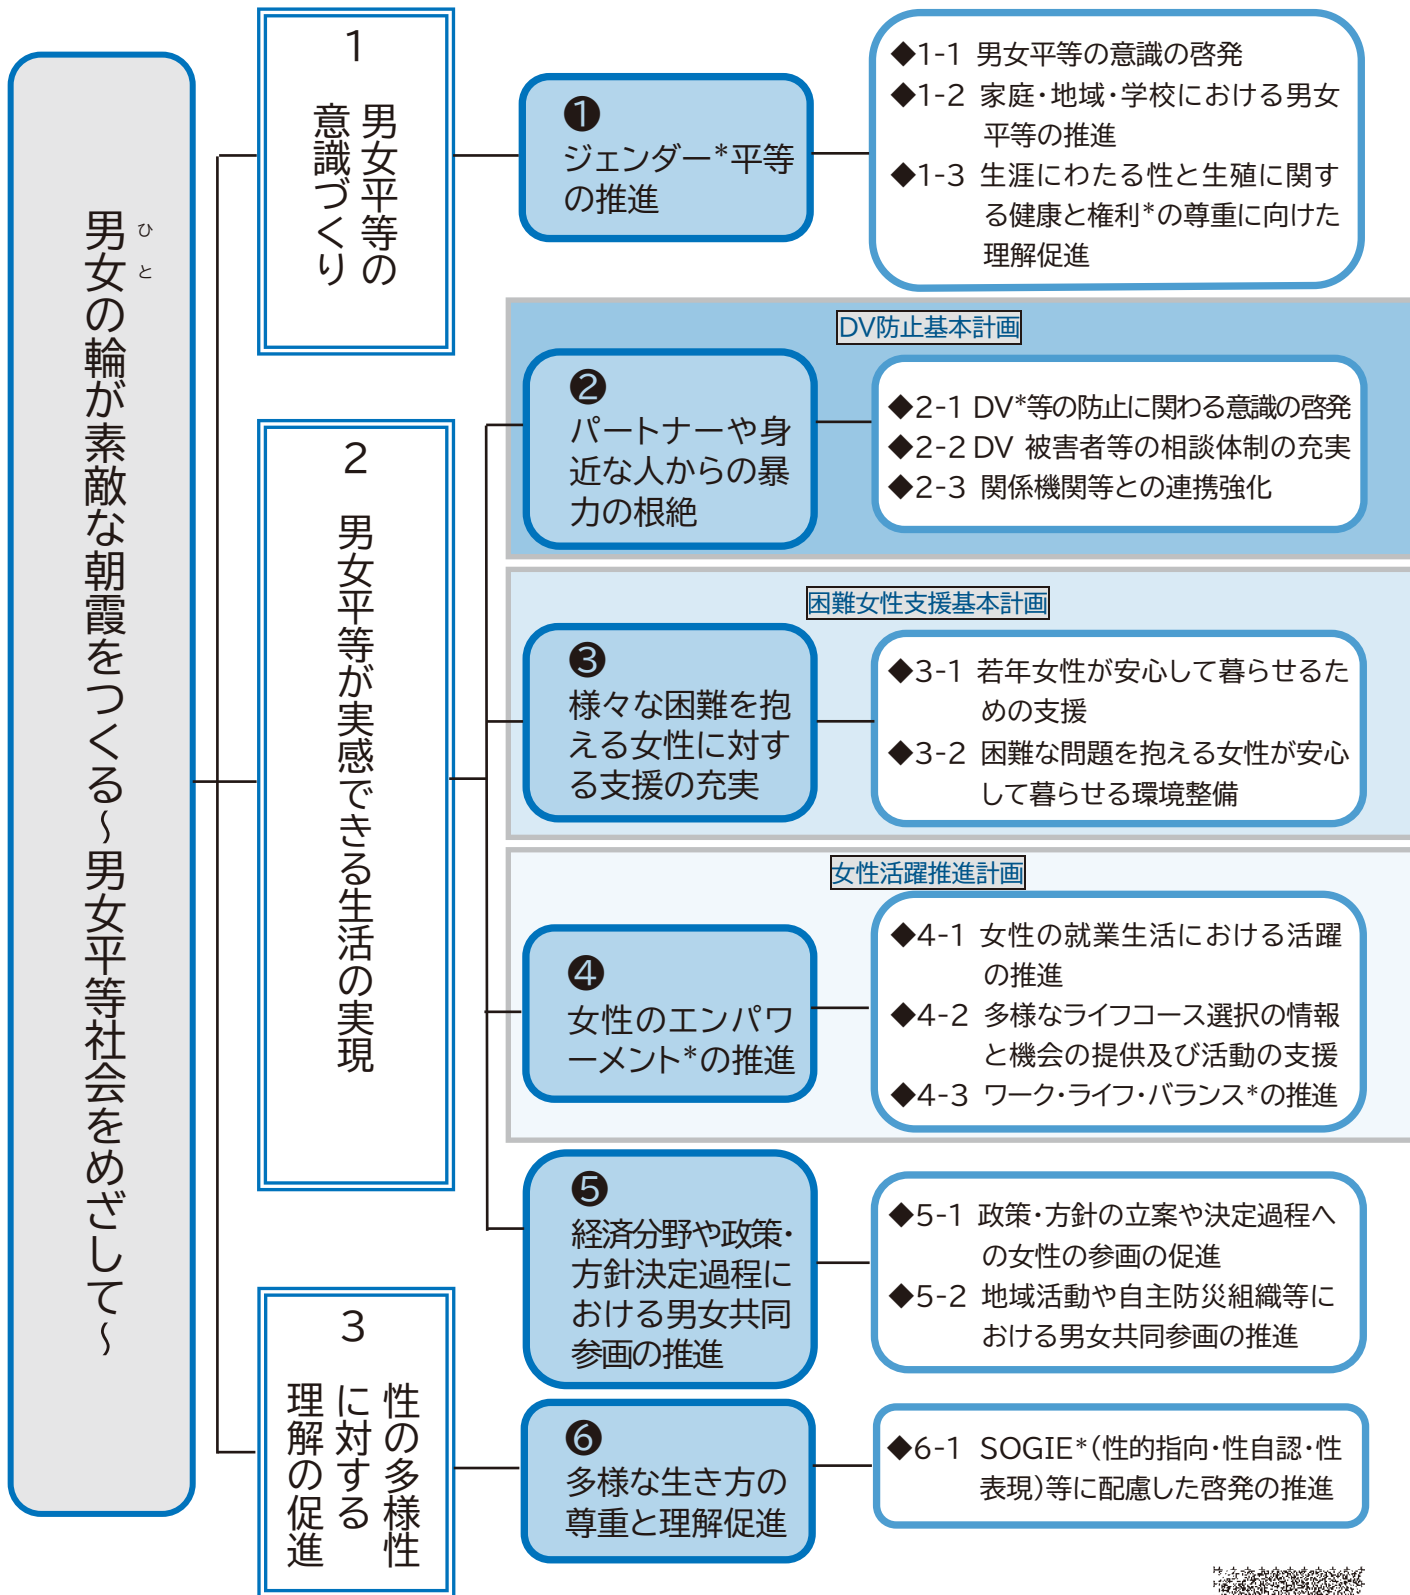 男女の輪が素敵な朝霞をつくる~男女平等社会をめざして~
ひと
1
男女平等の
意識づくり
❶
ジェンダー*平等
の推進
◆1-1 男女平等の意識の啓発
◆1-2 家庭・地域・学校における男女
平等の推進
◆1-3 生涯にわたる性と生殖に関す
る健康と権利*の尊重に向けた
理解促進
2
男女平等が実感できる生活の実現
DV防止基本計画
❷
パートナーや身
近な人からの暴
力の根絶
◆2-1 DV*等の防止に関わる意識の啓発
◆2-2 DV 被害者等の相談体制の充実
◆2-3 関係機関等との連携強化
困難女性支援基本計画
❸
様々な困難を抱
える女性に対す
る支援の充実
◆3-1 若年女性が安心して暮らせるた
めの支援
◆3-2 困難な問題を抱える女性が安心
して暮らせる環境整備
女性活躍推進計画
❹
女性のエンパワ
ーメント*の推進
◆4-1 女性の就業生活における活躍
の推進
◆4-2 多様なライフコース選択の情報
と機会の提供及び活動の支援
◆4-3 ワーク・ライフ・バランス*の推進
❺
経済分野や政策・
方針決定過程に
おける男女共同
参画の推進
◆5-1 政策・方針の立案や決定過程へ
の女性の参画の促進
◆5-2 地域活動や自主防災組織等に
おける男女共同参画の推進
3
性の多様性
に対する
理解の促進
❻
多様な生き方の
尊重と理解促進
◆6-1 SOGIE*(性的指向・性自認・性
表現)等に配慮した啓発の推進